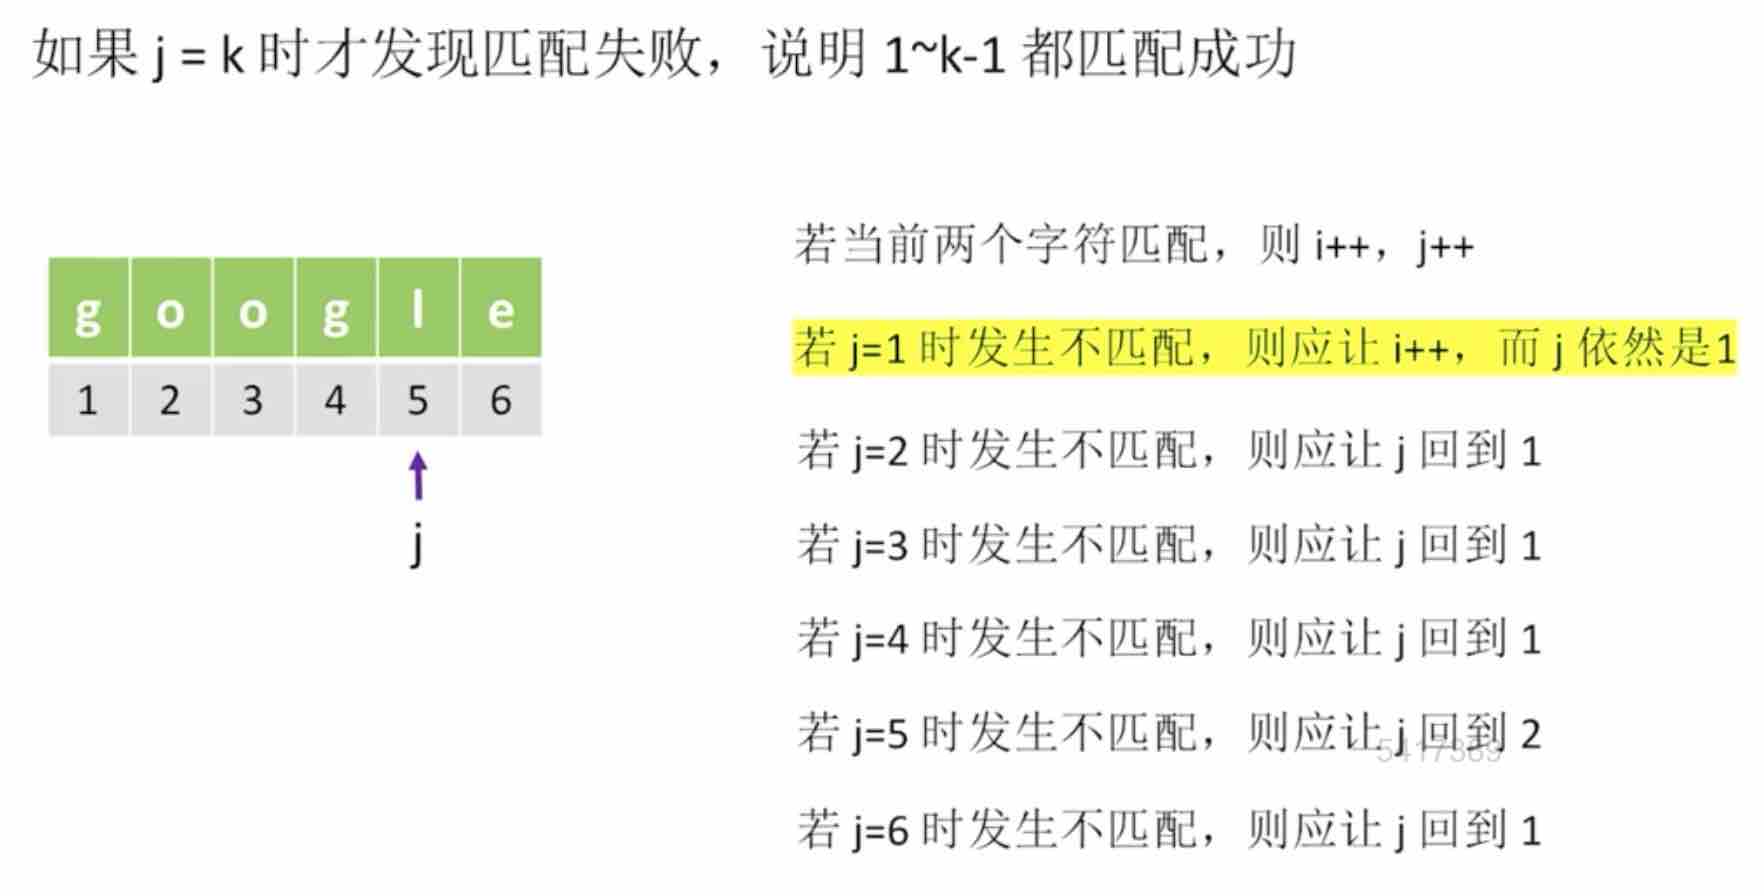 如果 j = k 时才发现匹配失败，说明 1~k-1 都匹配成功
g o o g l e
1 2 3 4 5 6
j
若当前两个字符匹配，则 i++，j++
若 j=1 时发生不匹配，则应让 i++，而 j 依然是1
若 j=2 时发生不匹配，则应让 j 回到 1
若 j=3 时发生不匹配，则应让 j 回到 1
若 j=4 时发生不匹配，则应让 j 回到 1
若 j=5 时发生不匹配，则应让 j 回到 2
若 j=6 时发生不匹配，则应让 j 回到 1